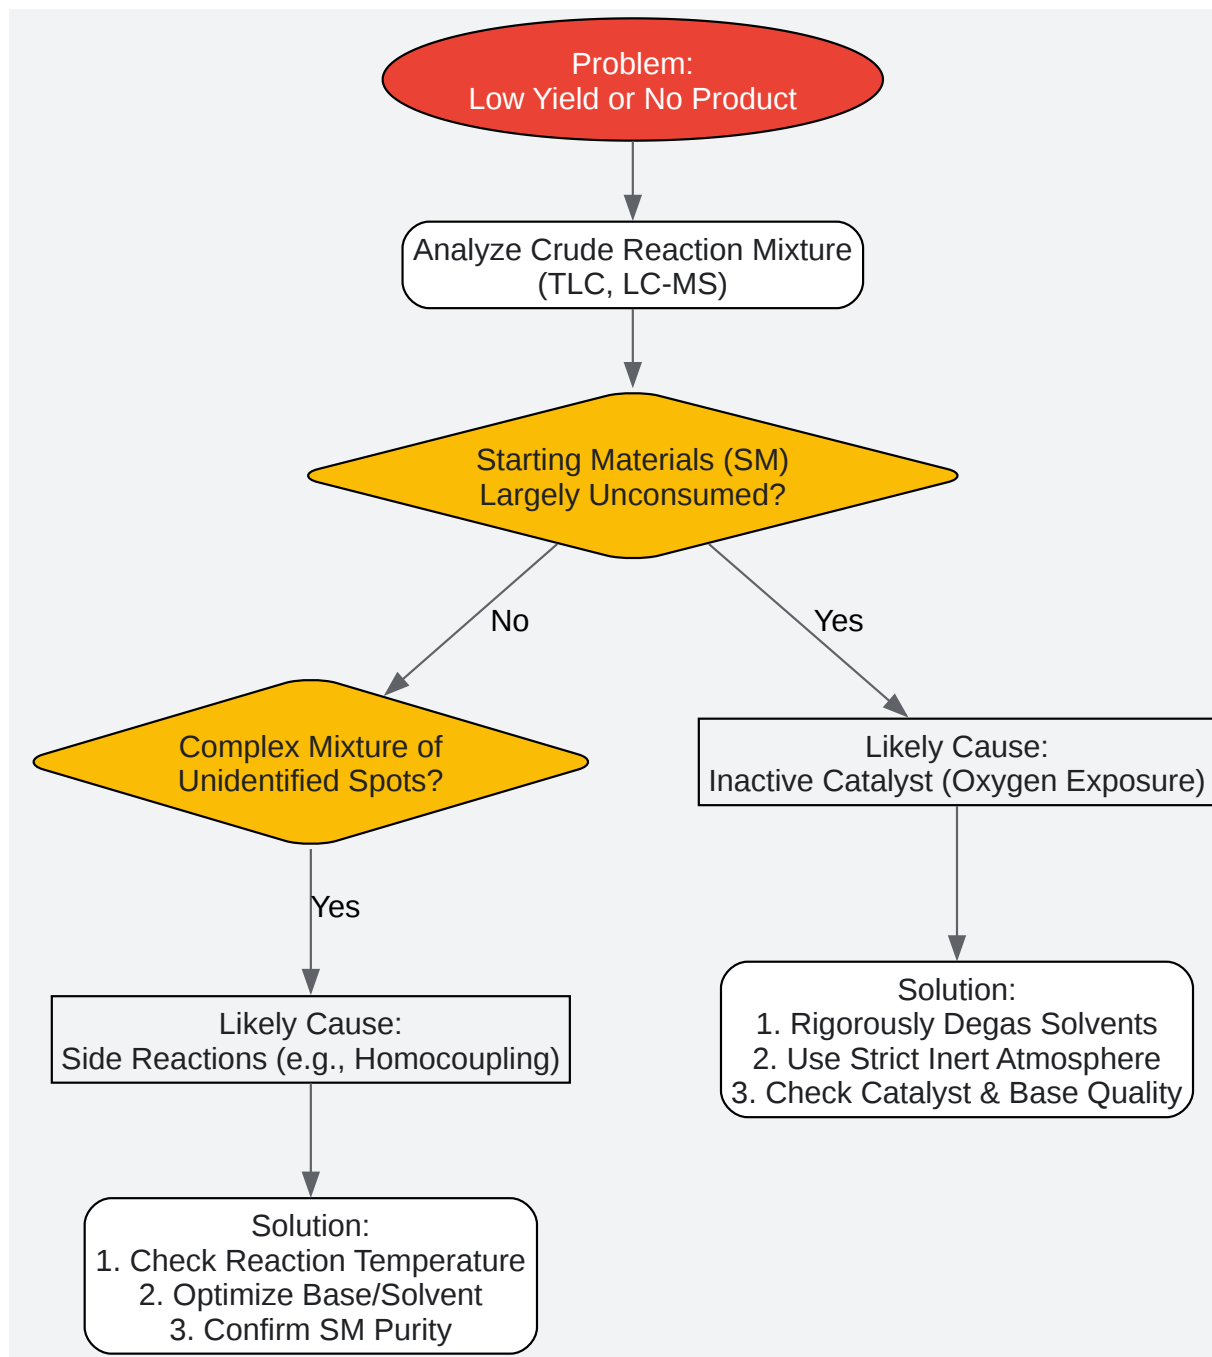 Problem:
Low Yield or No Product
Analyze Crude Reaction Mixture
(TLC, LC-MS)
Starting Materials (SM)
Largely Unconsumed?
No
Yes
Complex Mixture of
Unidentified Spots?
Likely Cause:
Inactive Catalyst (Oxygen Exposure)
Yes
Likely Cause:
Side Reactions (e.g., Homocoupling)
Solution:
1. Rigorously Degas Solvents
2. Use Strict Inert Atmosphere
3. Check Catalyst & Base Quality
Solution:
1. Check Reaction Temperature
2. Optimize Base/Solvent
3. Confirm SM Purity